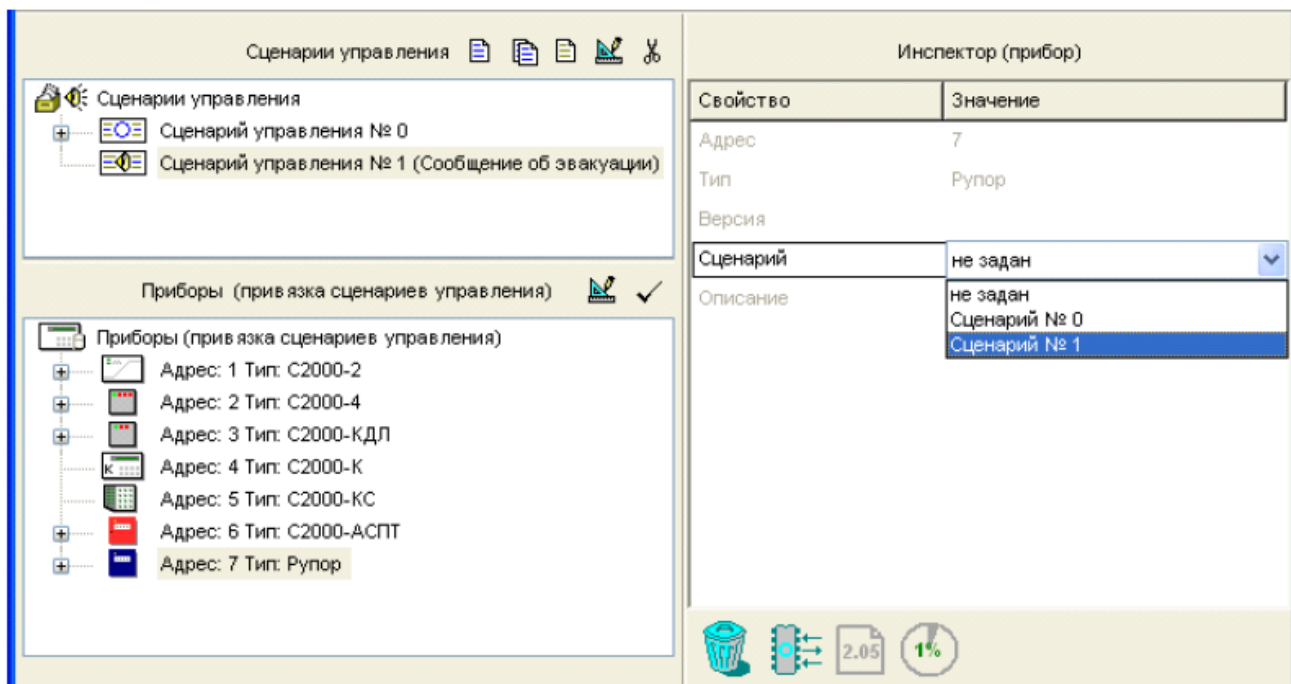 Сценарии управления
Сценарии управления
Сценарий управления № 0
Сценарий управления № 1 (Сообщение об эвакуации)
Приборы (привязка сценариев управления)
Приборы (привязка сценариев управления)
Адрес: 1 Тип: С2000-2
Адрес: 2 Тип: С2000-4
Адрес: 3 Тип: С2000-КДЛ
К
Адрес: 4 Тип: С2000-К
Адрес: 5 Тип: С2000-КС
Адрес: 6 Тип: С2000-АСПТ
Адрес: 7 Тип: Рупор
Инспектор (прибор)
Свойство Значение
Адрес 7
Тип Рупор
Версия
Сценарий не задан
Описание
не задан
Сценарий № 0
Сценарий № 1
2.05
1%